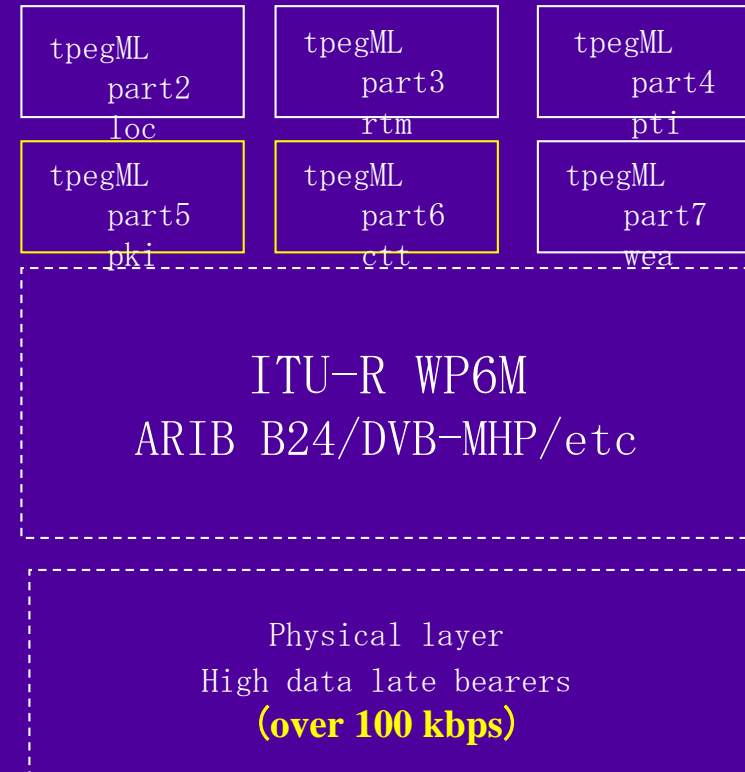 tpegML
part2
loc
tpegML
part3
rtm
tpegML
part4
pti
tpegML
part5
pki
tpegML
part6
ctt
tpegML
part7
wea
ITU-R WP6M
ARIB B24/DVB-MHP/etc
Physical layer
High data late bearers
(over 100 kbps)